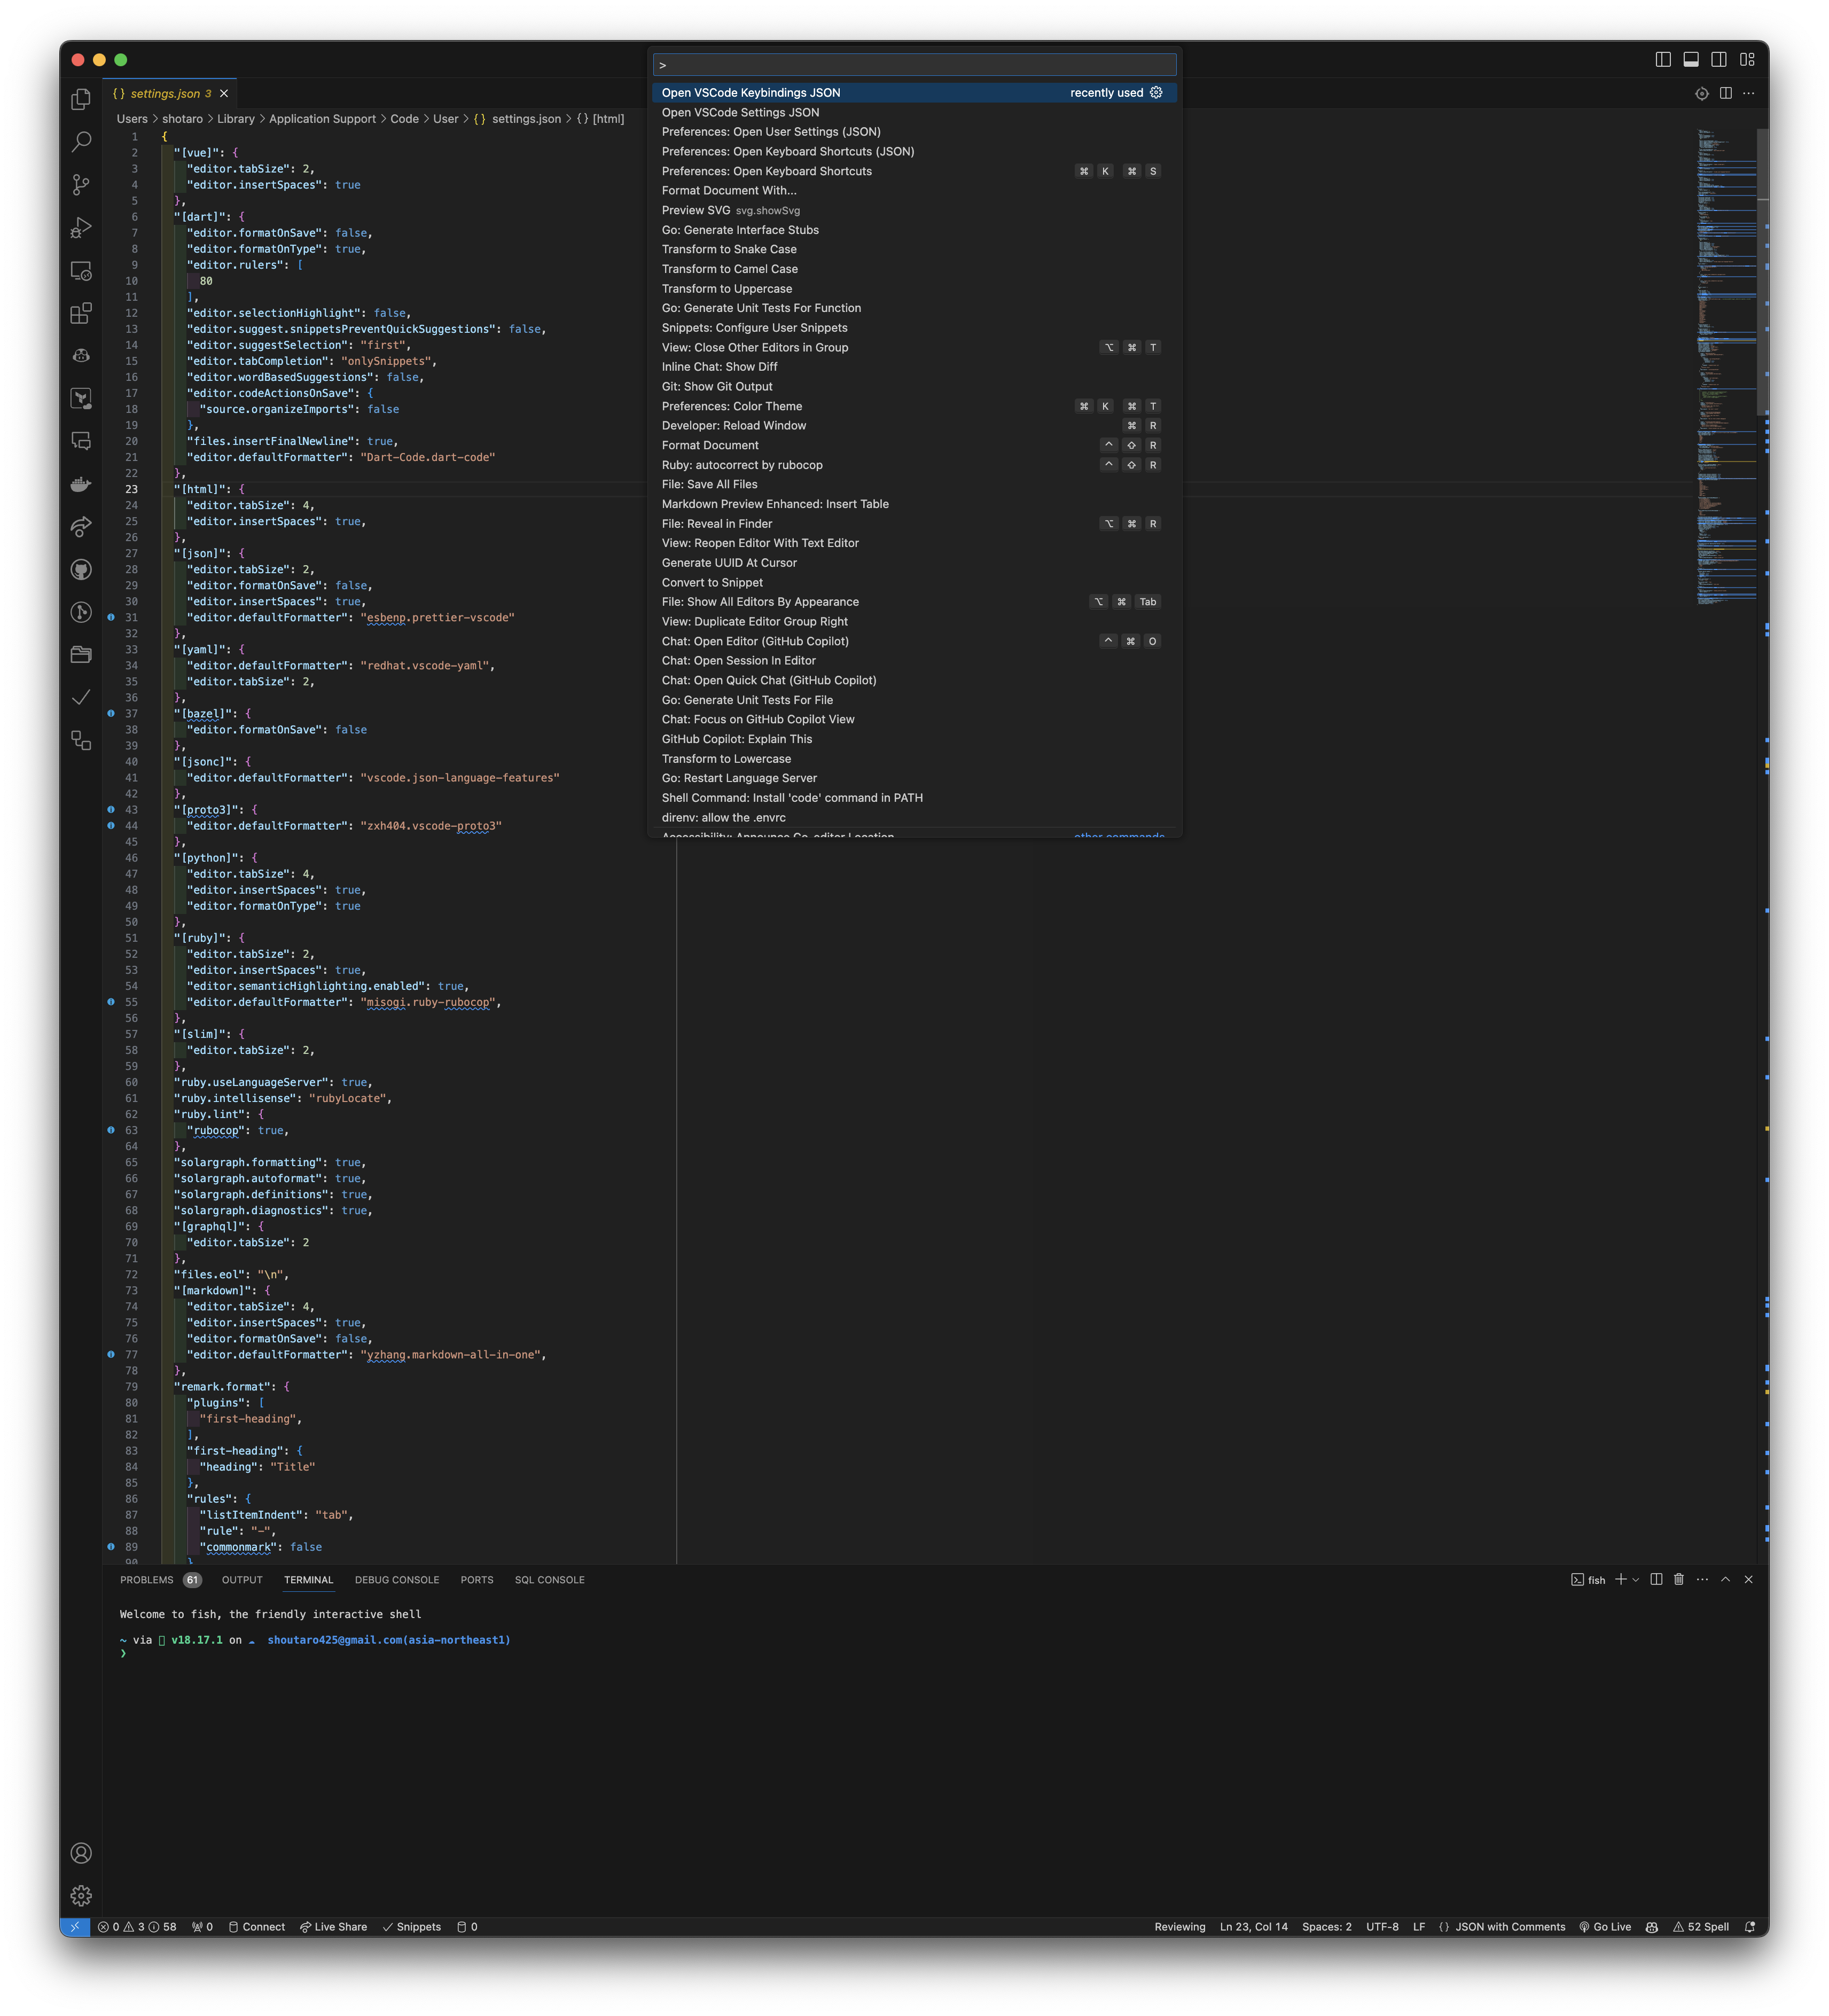 settings.json 3
Users > shotaro > Library > Application Support > Code > User > {} settings.json > {} [html]
>
Open VSCode Keybindings JSON recently used
Open VSCode Settings JSON
Preferences: Open User Settings (JSON)
Preferences: Open Keyboard Shortcuts (JSON)
Preferences: Open Keyboard Shortcuts ⌘ K ⌘ S
Format Document With...
Preview SVG svg.showSvg
Go: Generate Interface Stubs
Transform to Snake Case
Transform to Camel Case
Transform to Uppercase
Go: Generate Unit Tests For Function
Snippets: Configure User Snippets
View: Close Other Editors in Group ⌥ ⌘ T
Inline Chat: Show Diff
Git: Show Git Output
Preferences: Color Theme ⌘ K ⌘ T
Developer: Reload Window ⌘ R
Format Document ^ ⇧ R
Ruby: autocorrect by rubocop ^ ⇧ R
File: Save All Files
Markdown Preview Enhanced: Insert Table
File: Reveal in Finder ⌥ ⌘ R
View: Reopen Editor With Text Editor
Generate UUID At Cursor
Convert to Snippet
File: Show All Editors By Appearance ⌥ ⌘ Tab
View: Duplicate Editor Group Right
Chat: Open Editor (GitHub Copilot) ^ ⌘ O
Chat: Open Session In Editor
Chat: Open Quick Chat (GitHub Copilot)
Go: Generate Unit Tests For File
Chat: Focus on GitHub Copilot View
GitHub Copilot: Explain This
Transform to Lowercase
Go: Restart Language Server
Shell Command: Install 'code' command in PATH
direnv: allow the .envrc
1 {
2 "[vue]": {
3 "editor.tabSize": 2,
4 "editor.insertSpaces": true
5 },
6 "[dart]": {
7 "editor.formatOnSave": false,
8 "editor.formatOnType": true,
9 "editor.rulers": [
10 80
11 ],
12 "editor.selectionHighlight": false,
13 "editor.suggest.snippetsPreventQuickSuggestions": false,
14 "editor.suggestSelection": "first",
15 "editor.tabCompletion": "onlySnippets",
16 "editor.wordBasedSuggestions": false,
17 "editor.codeActionsOnSave": {
18 "source.organizeImports": false
19 },
20 "files.insertFinalNewline": true,
21 "editor.defaultFormatter": "Dart-Code.dart-code"
22 },
23 "[html]": {
24 "editor.tabSize": 4,
25 "editor.insertSpaces": true,
26 },
27 "[json]": {
28 "editor.tabSize": 2,
29 "editor.formatOnSave": false,
30 "editor.insertSpaces": true,
31 "editor.defaultFormatter": "esbenp.prettier-vscode"
32 },
33 "[yaml]": {
34 "editor.defaultFormatter": "redhat.vscode-yaml",
35 "editor.tabSize": 2,
36 },
37 "[bazel]": {
38 "editor.formatOnSave": false
39 },
40 "[jsonc]": {
41 "editor.defaultFormatter": "vscode.json-language-features"
42 },
43 "[proto3]": {
44 "editor.defaultFormatter": "zxh404.vscode-proto3"
45 },
46 "[python]": {
47 "editor.tabSize": 4,
48 "editor.insertSpaces": true,
49 "editor.formatOnType": true
50 },
51 "[ruby]": {
52 "editor.tabSize": 2,
53 "editor.insertSpaces": true,
54 "editor.semanticHighlighting.enabled": true,
55 "editor.defaultFormatter": "misogi.ruby-rubocop",
56 },
57 "[slim]": {
58 "editor.tabSize": 2,
59 },
60 "ruby.useLanguageServer": true,
61 "ruby.intellisense": "rubyLocate",
62 "ruby.lint": {
63 "rubocop": true,
64 },
65 "solargraph.formatting": true,
66 "solargraph.autoformat": true,
67 "solargraph.definitions": true,
68 "solargraph.diagnostics": true,
69 "[graphql]": {
70 "editor.tabSize": 2
71 },
72 "files.eol": "\n",
73 "[markdown]": {
74 "editor.tabSize": 4,
75 "editor.insertSpaces": true,
76 "editor.formatOnSave": false,
77 "editor.defaultFormatter": "yzhang.markdown-all-in-one",
78 },
79 "remark.format": {
80 "plugins": [
81 "first-heading",
82 ],
83 "first-heading": {
84 "heading": "Title"
85 },
86 "rules": {
87 "listItemIndent": "tab",
88 "rule": "-",
89 "commonmark": false
90 }
PROBLEMS 61 OUTPUT TERMINAL DEBUG CONSOLE PORTS SQL CONSOLE fish
Welcome to fish, the friendly interactive shell
~ via v18.17.1 on shoutaro425@gmail.com(asia-northeast1)
❯
0 3 58 0 Connect Live Share Snippets 0 Reviewing Ln 23, Col 14 Spaces: 2 UTF-8 LF {} JSON with Comments Go Live 52 Spell